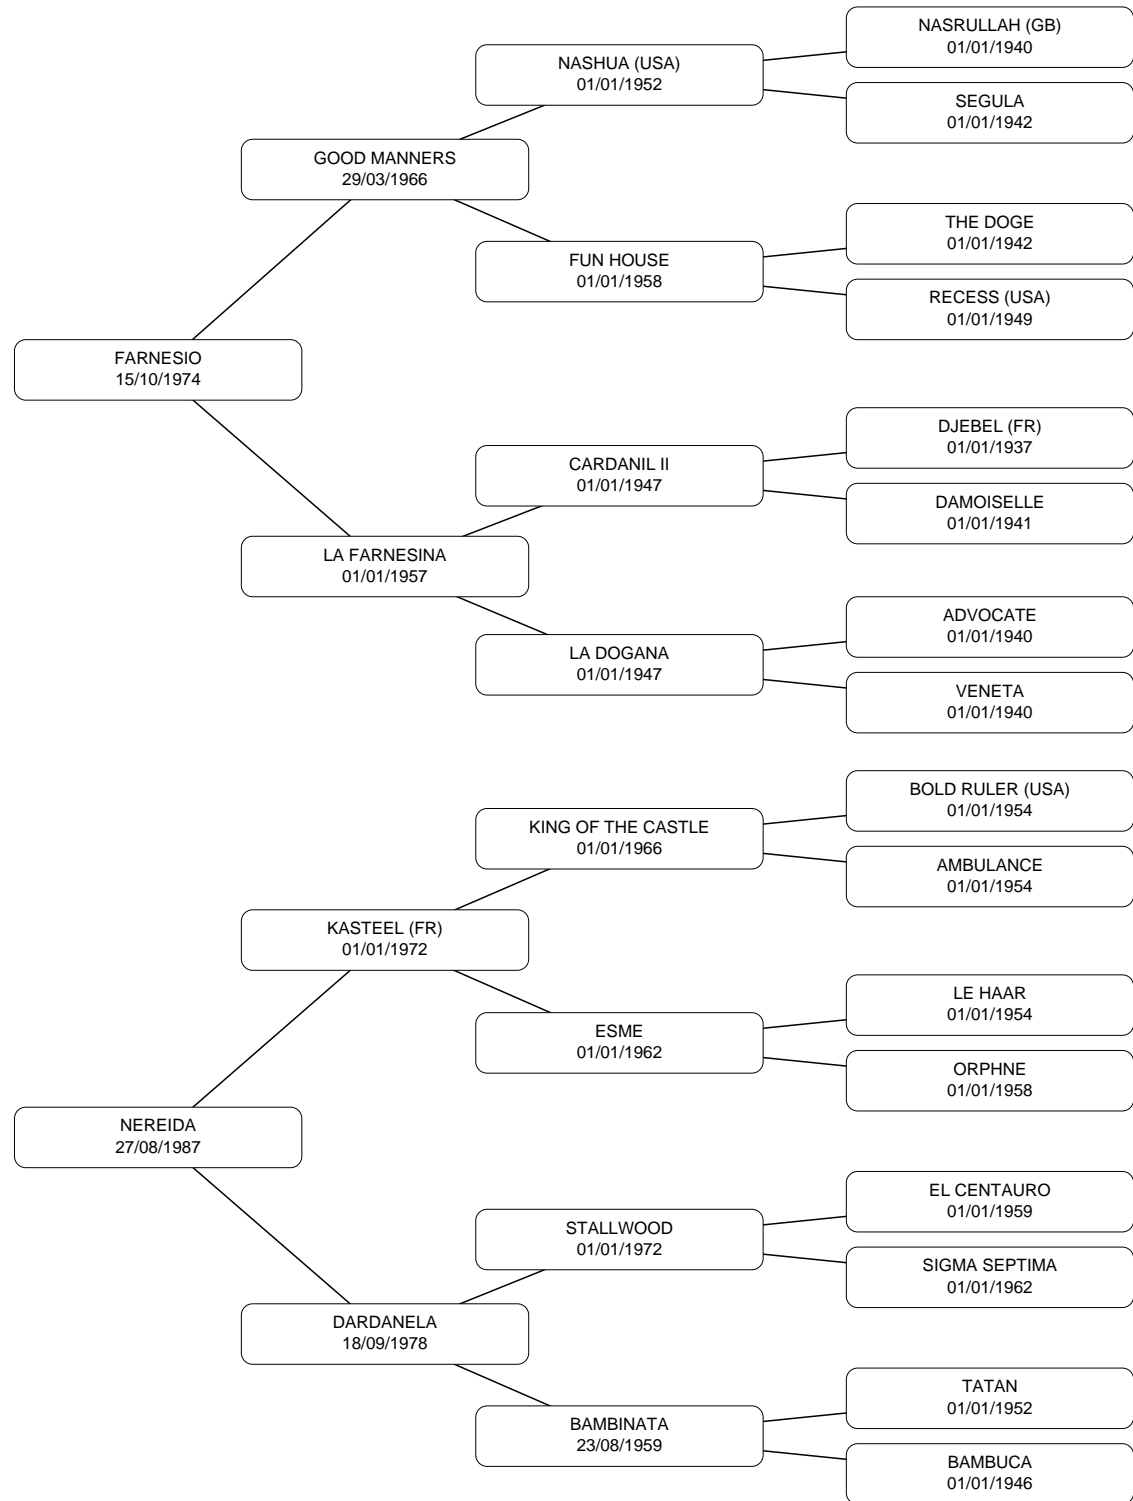 NASRULLAH (GB)
01/01/1940
NASHUA (USA)
01/01/1952
SEGULA
01/01/1942
GOOD MANNERS
29/03/1966
THE DOGE
01/01/1942
FUN HOUSE
01/01/1958
RECESS (USA)
01/01/1949
FARNESIO
15/10/1974
DJEBEL (FR)
01/01/1937
CARDANIL II
01/01/1947
DAMOISELLE
01/01/1941
LA FARNESINA
01/01/1957
ADVOCATE
01/01/1940
LA DOGANA
01/01/1947
VENETA
01/01/1940
BOLD RULER (USA)
01/01/1954
KING OF THE CASTLE
01/01/1966
AMBULANCE
01/01/1954
KASTEEL (FR)
01/01/1972
LE HAAR
01/01/1954
ESME
01/01/1962
ORPHNE
01/01/1958
NEREIDA
27/08/1987
EL CENTAURO
01/01/1959
STALLWOOD
01/01/1972
SIGMA SEPTIMA
01/01/1962
DARDANELA
18/09/1978
TATAN
01/01/1952
BAMBINATA
23/08/1959
BAMBUCA
01/01/1946